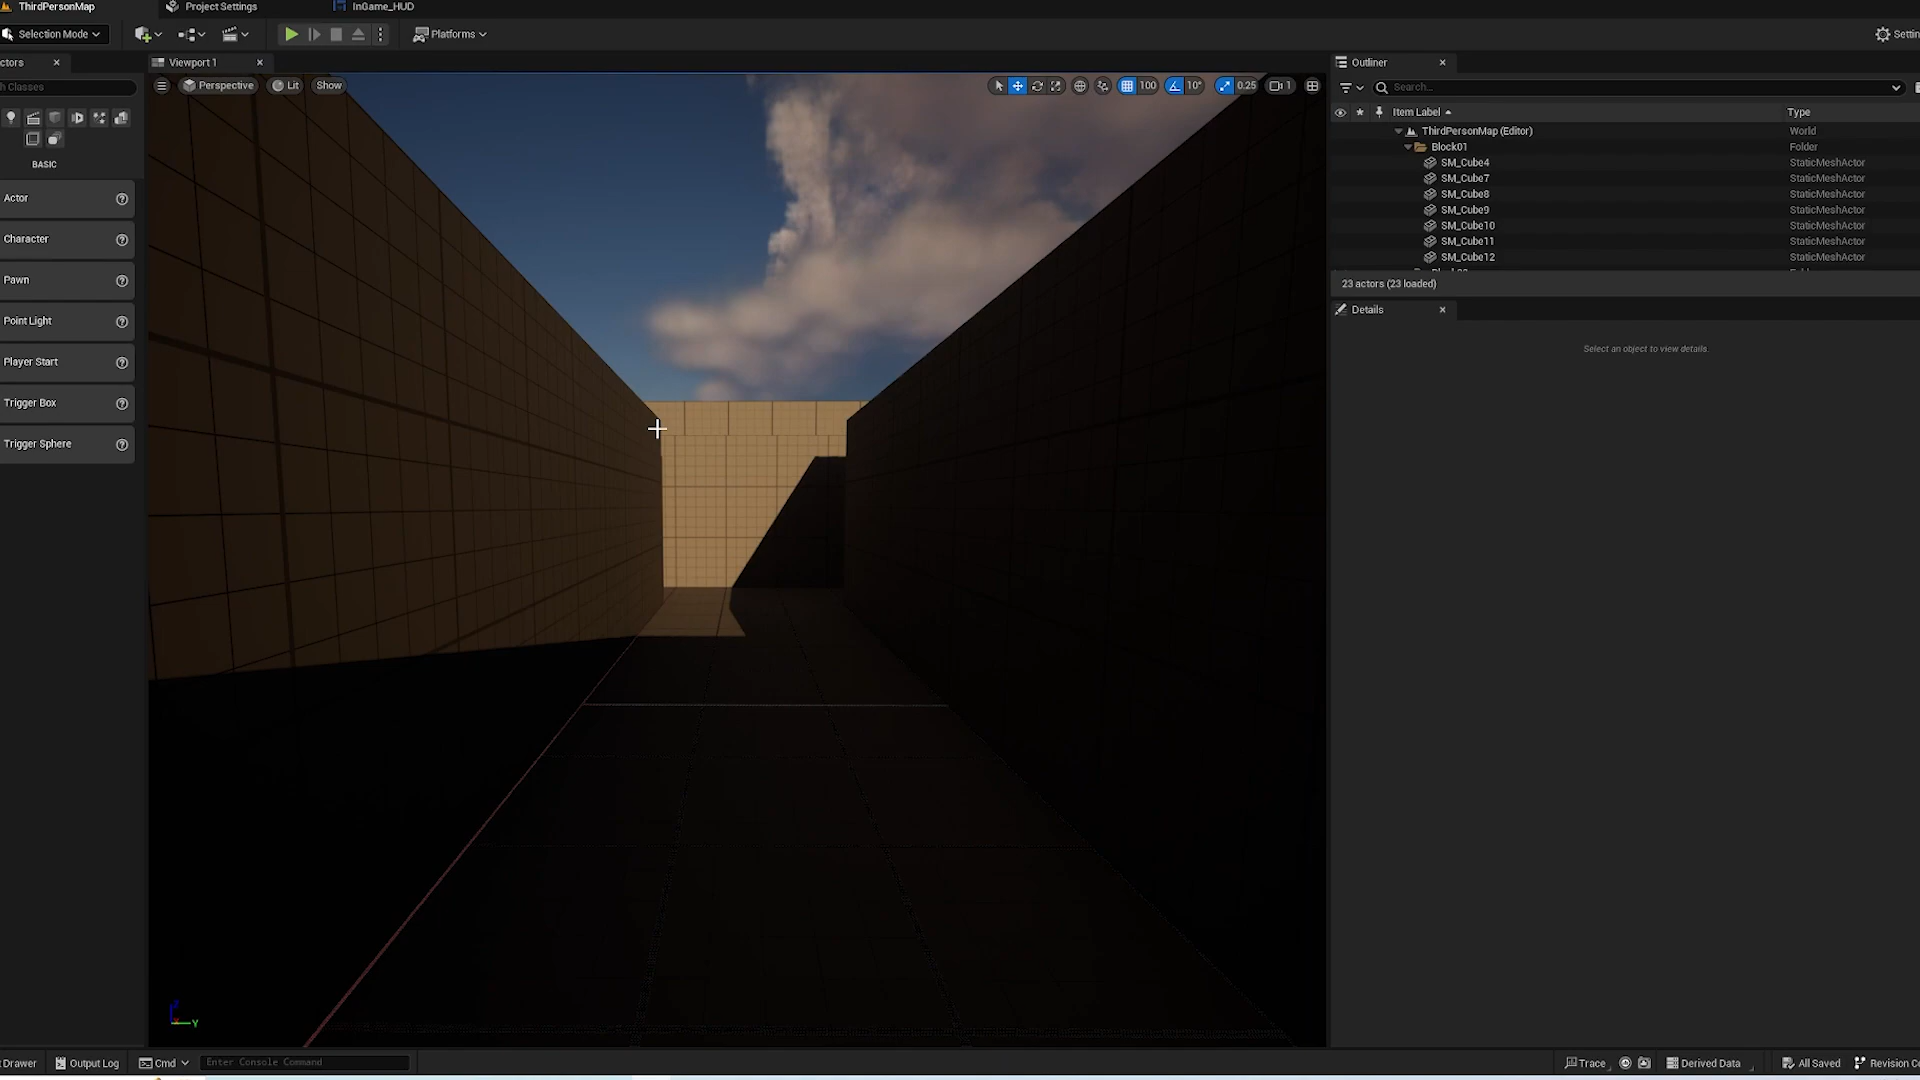 ThirdPersonMap
Project Settings
InGame_HUD
Selection Mode
Platforms
Settin
ctors
Viewport 1
Outliner
h Classes
Perspective
Lit
Show
100
10°
0.25
1
Search...
Item Label
Type
ThirdPersonMap (Editor)
World
Block01
Folder
SM_Cube4
StaticMeshActor
SM_Cube7
StaticMeshActor
SM_Cube8
StaticMeshActor
SM_Cube9
StaticMeshActor
SM_Cube10
StaticMeshActor
SM_Cube11
StaticMeshActor
SM_Cube12
StaticMeshActor
23 actors (23 loaded)
Details
Select an object to view details.
BASIC
Actor
Character
Pawn
Point Light
Player Start
Trigger Box
Trigger Sphere
Z
Y
t Drawer
Output Log
Cmd
Enter Console Command
Trace
Derived Data
All Saved
Revision Co